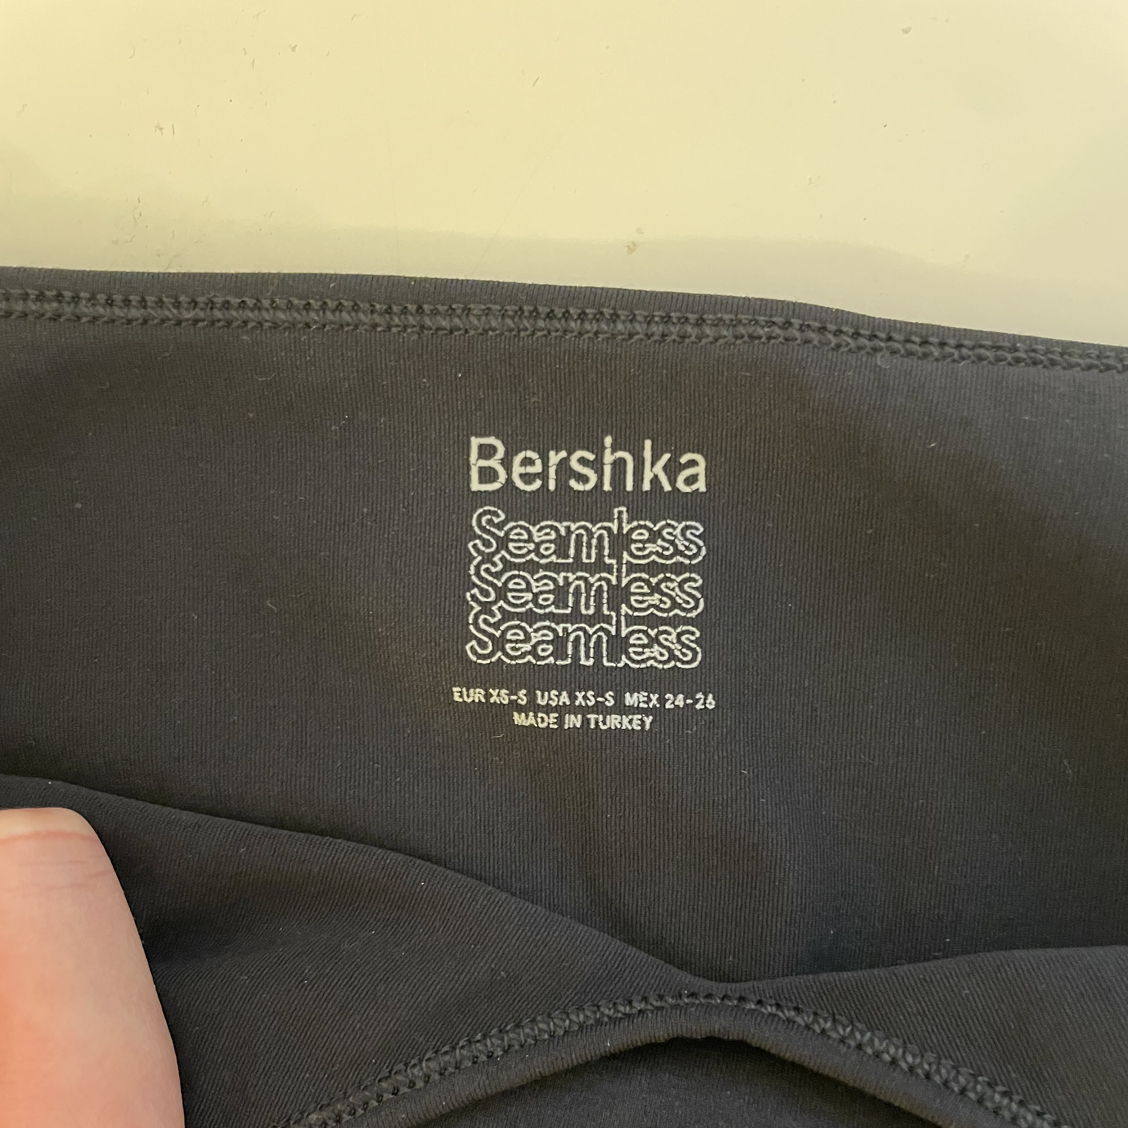 Bershka
Seamless
Seamless
Seamless
EUR XS-S USA XS-S MEX 24-26
MADE IN TURKEY